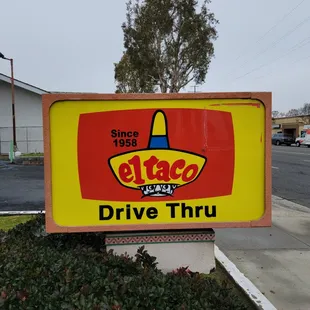 Since
1958
el taco
Drive Thru